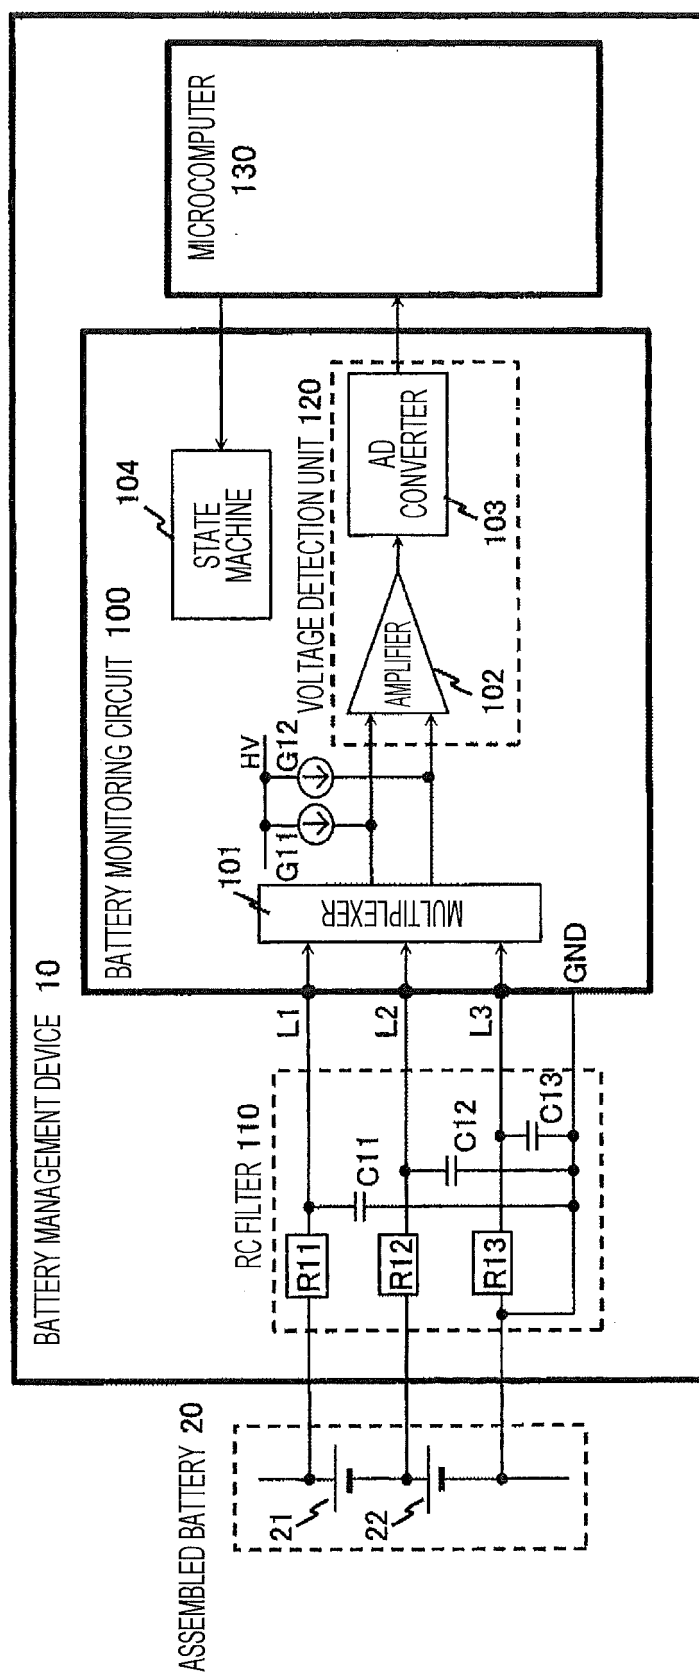 BATTERY MANAGEMENT DEVICE 10
MICROCOMPUTER
130
BATTERY MONITORING CIRCUIT 100
104
STATE
MACHINE
VOLTAGE DETECTION UNIT 120
AD
CONVERTER
103
AMPLIFIER
102
HV
G11
G12
101
MULTIPLEXER
L1
L2
L3
GND
RC FILTER 110
R11
R12
R13
C11
C12
C13
ASSEMBLED BATTERY 20
21
22